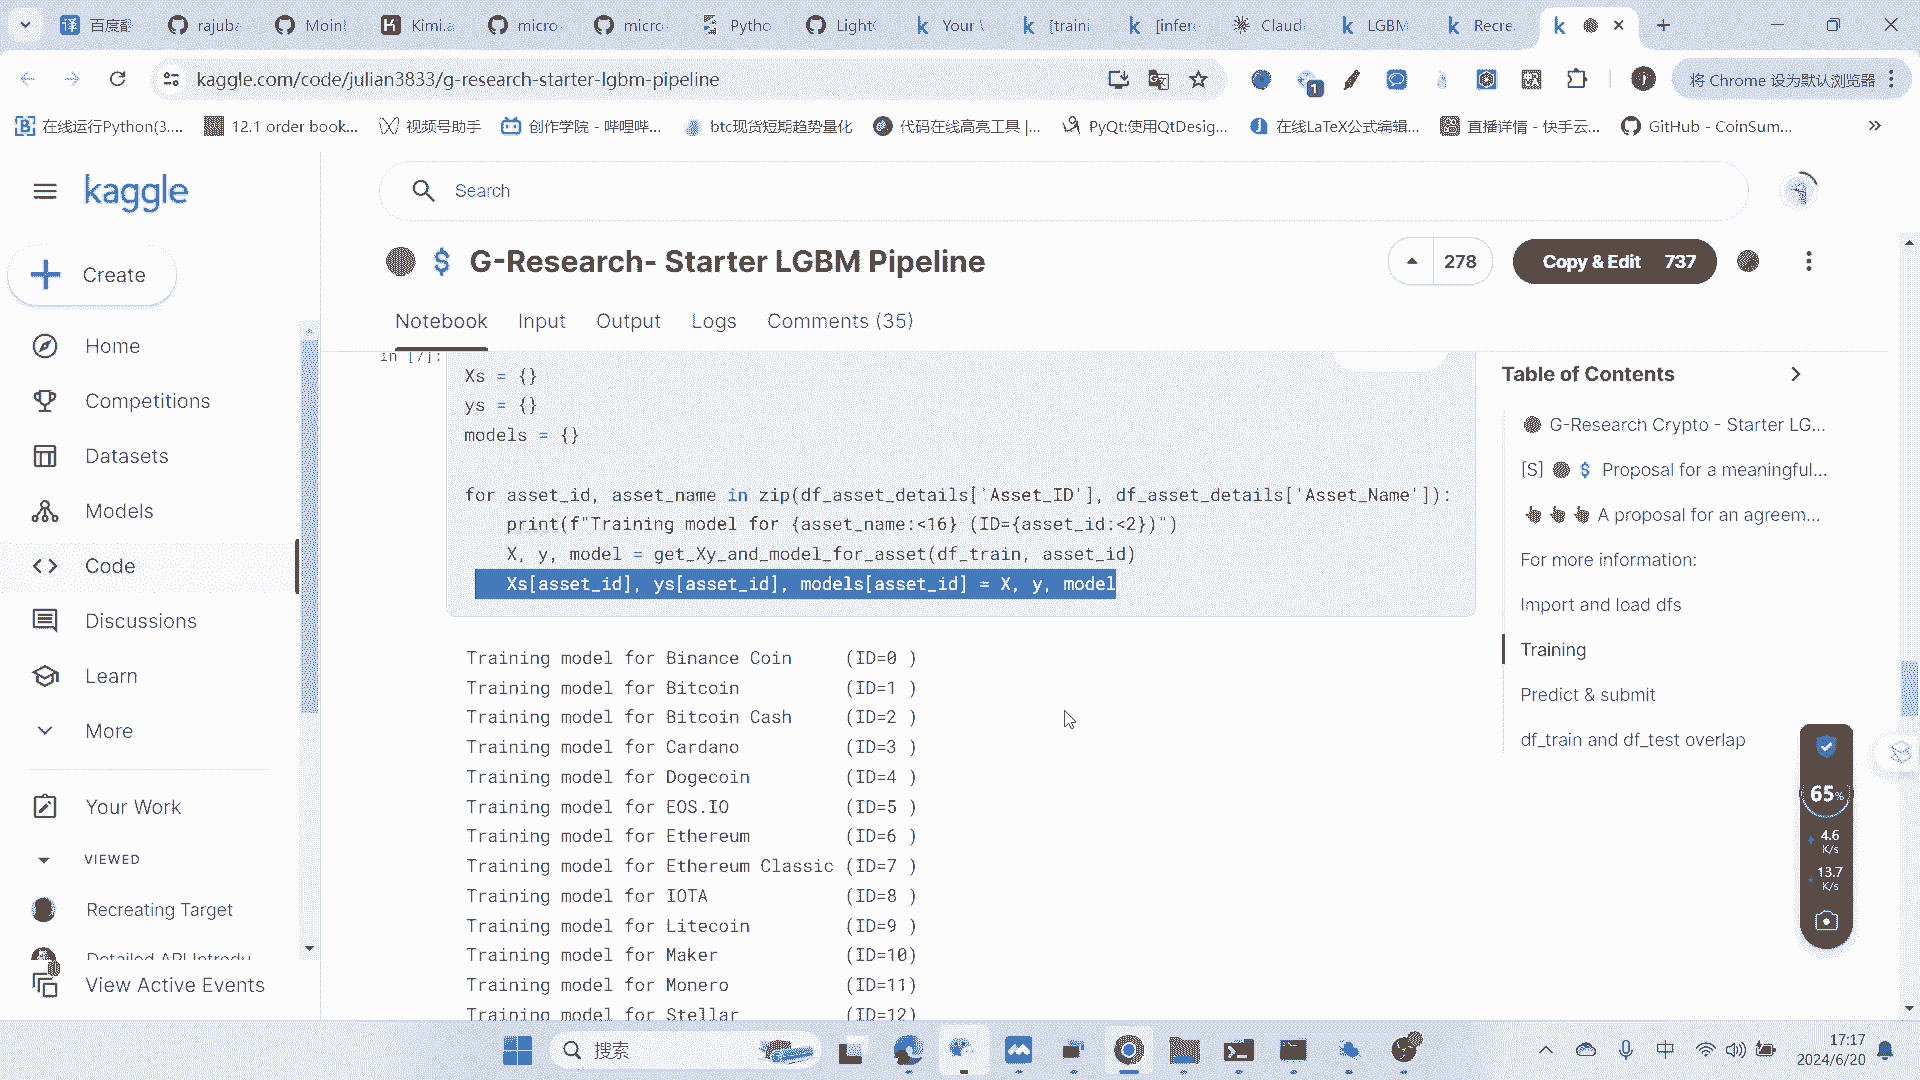 百度翻
rajuba
Moinl
Kimi.a
micro
micro
Pytho
Light
Your
[traini
[infer
Claud
LGBM
Recre
kaggle.com/code/julian3833/g-research-starter-lgbm-pipeline
将 Chrome 设为默认浏览器
在线运行Python(3....
12.1 order book...
视频号助手
创作学院 - 哔哩哔...
btc现货短期趋势量化
代码在线高亮工具 |...
PyQt:使用QtDesig...
在线LaTeX公式编辑...
直播详情 - 快手云...
GitHub - CoinSum...
kaggle
Search
G-Research- Starter LGBM Pipeline
278
Copy & Edit 737
Notebook
Input
Output
Logs
Comments (35)
Create
Home
Competitions
Datasets
Models
Code
Discussions
Learn
More
Your Work
VIEWED
Recreating Target
Detailed API Introdu
View Active Events
In [7]:
Xs = {}
ys = {}
models = {}
for asset_id, asset_name in zip(df_asset_details['Asset_ID'], df_asset_details['Asset_Name']):
print(f"Training model for {asset_name:<16} (ID={asset_id:<2})")
X, y, model = get_Xy_and_model_for_asset(df_train, asset_id)
Xs[asset_id], ys[asset_id], models[asset_id] = X, y, model
Training model for Binance Coin (ID=0 )
Training model for Bitcoin (ID=1 )
Training model for Bitcoin Cash (ID=2 )
Training model for Cardano (ID=3 )
Training model for Dogecoin (ID=4 )
Training model for EOS.IO (ID=5 )
Training model for Ethereum (ID=6 )
Training model for Ethereum Classic (ID=7 )
Training model for IOTA (ID=8 )
Training model for Litecoin (ID=9 )
Training model for Maker (ID=10)
Training model for Monero (ID=11)
Training model for Stellar (ID=12)
Table of Contents
G-Research Crypto - Starter LG...
[S] $ Proposal for a meaningful...
A proposal for an agreem...
For more information:
Import and load dfs
Training
Predict & submit
df_train and df_test overlap
65%
4.6
K/s
13.7
K/s
搜索
中
17:17
2024/6/20